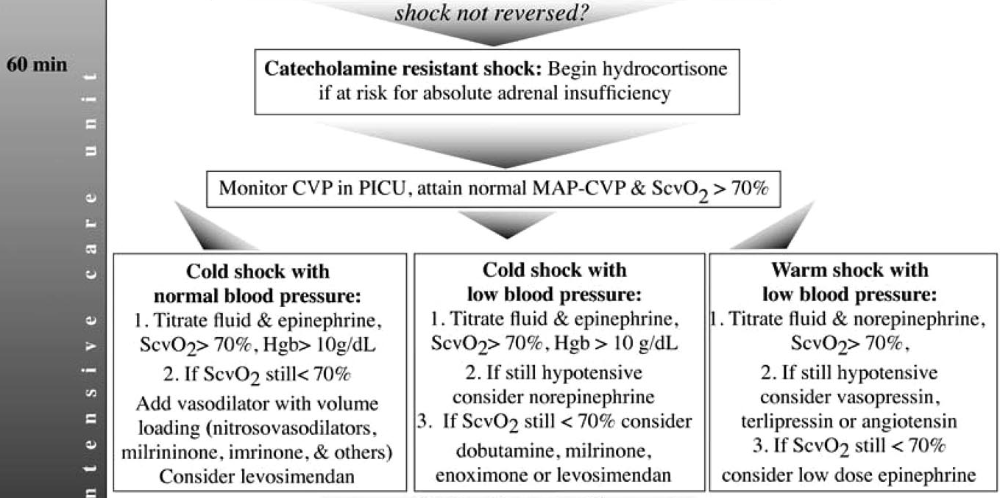 shock not reversed?
60 min
Catecholamine resistant shock: Begin hydrocortisone
if at risk for absolute adrenal insufficiency
Monitor CVP in PICU, attain normal MAP-CVP & ScvO2 > 70%
Cold shock with
normal blood pressure:
1. Titrate fluid & epinephrine,
ScvO2> 70%, Hgb> 10g/dL
2. If ScvO2 still< 70%
Add vasodilator with volume
loading (nitrosovasodilators,
milrininone, imrinone, & others)
Consider levosimendan
Cold shock with
low blood pressure:
1. Titrate fluid & epinephrine,
ScvO2> 70%, Hgb > 10 g/dL
2. If still hypotensive
consider norepinephrine
3. If ScvO2 still < 70% consider
dobutamine, milrinone,
enoximone or levosimendan
Warm shock with
low blood pressure:
1. Titrate fluid & norepinephrine,
ScvO2> 70%,
2. If still hypotensive
consider vasopressin,
terlipressin or angiotensin
3. If ScvO2 still < 70%
consider low dose epinephrine
ntensive care unit